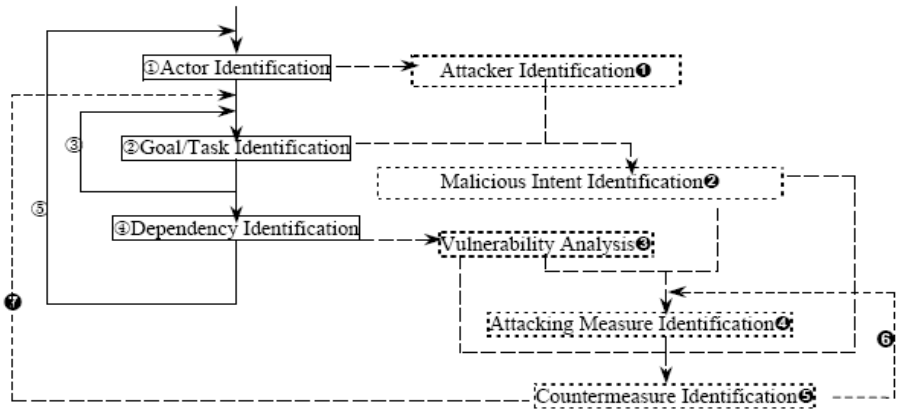 ①Actor Identification
Attacker Identification❶
③
②Goal/Task Identification
Malicious Intent Identification❷
⑤
④Dependency Identification
Vulnerability Analysis❸
❼
Attacking Measure Identification❹
❻
Countermeasure Identification❺